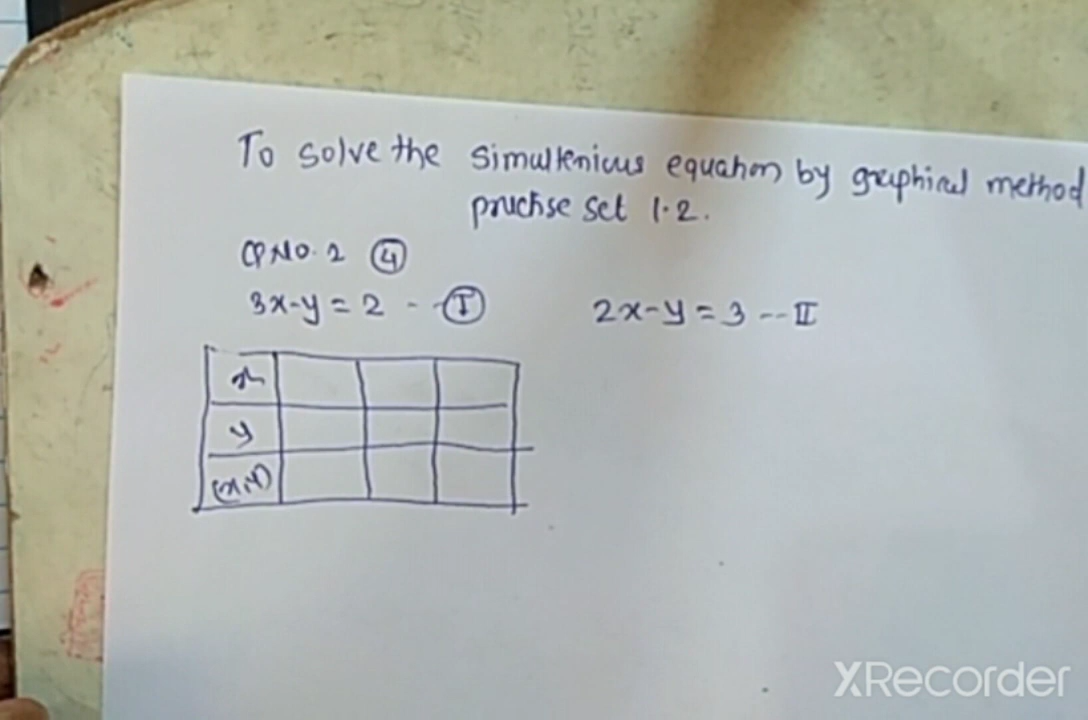 To solve the simultenious equation by graphical method
practise set 1.2.
Q NO. 2 ④
3x-y = 2 -- Ⓘ 2x-y = 3 -- II
x
y
(x,y)
XRecorder